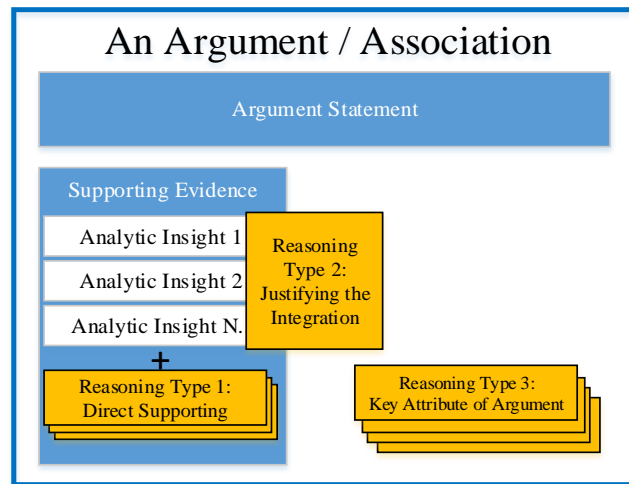 An Argument / Association
Argument Statement
Supporting Evidence
Analytic Insight 1
Analytic Insight 2
Analytic Insight N.
+
Reasoning Type 1:
Direct Supporting
Reasoning
Type 2:
Justifying the
Integration
Reasoning Type 3:
Key Attribute of Argument